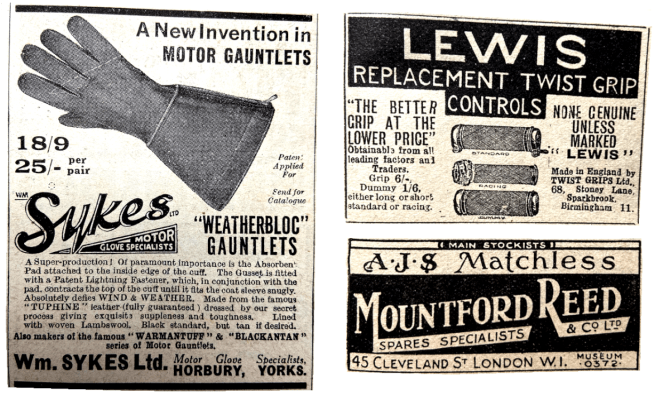 A New Invention in
MOTOR GAUNTLETS
18/9
25/- per
pair
Patent
Applied
For
Send for
Catalogue
WM
Sykes LTD
MOTOR
GLOVE SPECIALISTS
"WEATHERBLOC"
GAUNTLETS
A Super-production! Of paramount importance is the Absorbent
Pad attached to the inside edge of the cuff. The Gusset is fitted
with a Patent Lightning Fastener, which, in conjunction with the
pad, contracts the top of the cuff until it fits the coat sleeve snugly.
Absolutely defies WIND & WEATHER. Made from the famous
"TUPHINE" leather (fully guaranteed) dressed by our secret
process giving exquisite suppleness and toughness. Lined
with woven Lambswool. Black standard, but tan if desired.
Also makers of the famous "WARMANTUFF" & "BLACKANTAN"
series of Motor Gauntlets.
Wm. SYKES Ltd. Motor Glove Specialists,
HORBURY, YORKS.
LEWIS
REPLACEMENT TWIST GRIP
CONTROLS
"THE BETTER
GRIP AT THE
LOWER PRICE"
Obtainable from all
leading factors and
Traders.
Grip 6/-.
Dummy 1/6,
either long or short
standard or racing.
STANDARD
RACING
NONE GENUINE
UNLESS
MARKED
"LEWIS"
Made in England by
TWIST GRIPS Ltd.,
68, Stoney Lane,
Sparkbrook,
Birmingham 11.
MAIN STOCKISTS
A·J·S Matchless
MOUNTFORD REED
& CO LTD
SPARES SPECIALISTS
45 CLEVELAND ST LONDON W.1. MUSEUM
·0372·